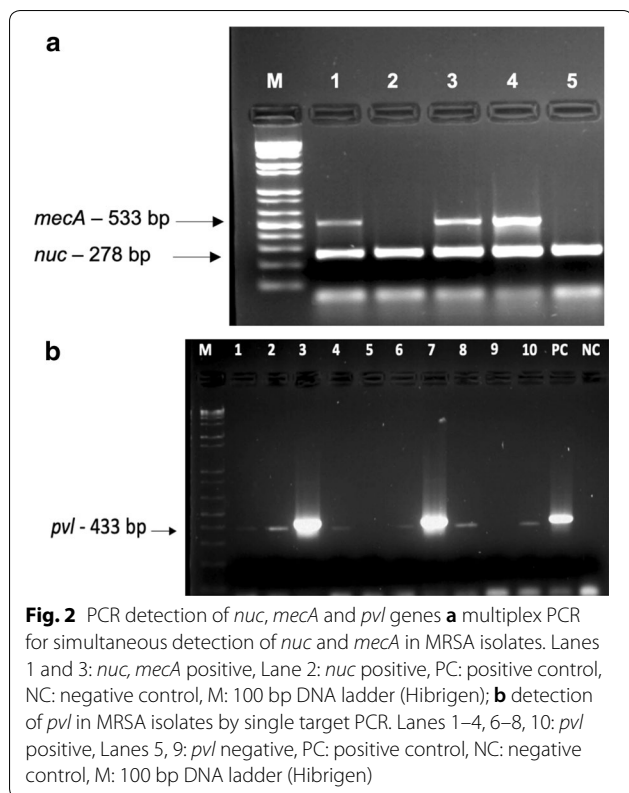 a
M 1 2 3 4 5
mecA – 533 bp
nuc – 278 bp
b
M 1 2 3 4 5 6 7 8 9 10 PC NC
pvl - 433 bp
Fig. 2 PCR detection of nuc, mecA and pvl genes a multiplex PCR
for simultaneous detection of nuc and mecA in MRSA isolates. Lanes
1 and 3: nuc, mecA positive, Lane 2: nuc positive, PC: positive control,
NC: negative control, M: 100 bp DNA ladder (Hibrigen); b detection
of pvl in MRSA isolates by single target PCR. Lanes 1–4, 6–8, 10: pvl
positive, Lanes 5, 9: pvl negative, PC: positive control, NC: negative
control, M: 100 bp DNA ladder (Hibrigen)